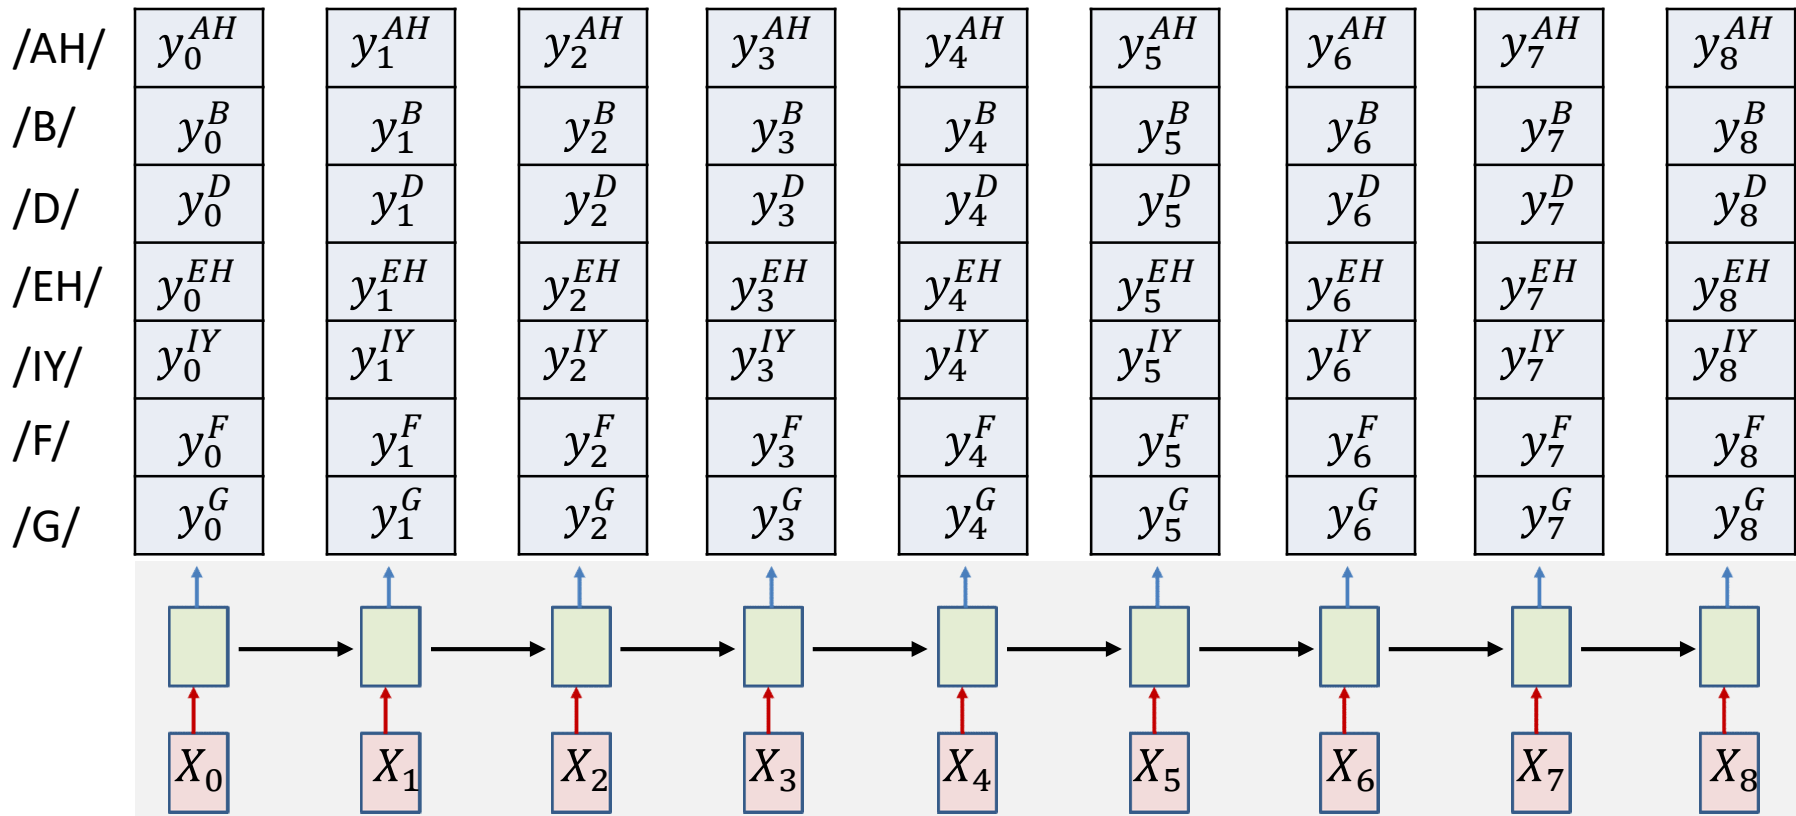 /AH/ $y_0^{AH}$ $y_1^{AH}$ $y_2^{AH}$ $y_3^{AH}$ $y_4^{AH}$ $y_5^{AH}$ $y_6^{AH}$ $y_7^{AH}$ $y_8^{AH}$
/B/ $y_0^{B}$ $y_1^{B}$ $y_2^{B}$ $y_3^{B}$ $y_4^{B}$ $y_5^{B}$ $y_6^{B}$ $y_7^{B}$ $y_8^{B}$
/D/ $y_0^{D}$ $y_1^{D}$ $y_2^{D}$ $y_3^{D}$ $y_4^{D}$ $y_5^{D}$ $y_6^{D}$ $y_7^{D}$ $y_8^{D}$
/EH/ $y_0^{EH}$ $y_1^{EH}$ $y_2^{EH}$ $y_3^{EH}$ $y_4^{EH}$ $y_5^{EH}$ $y_6^{EH}$ $y_7^{EH}$ $y_8^{EH}$
/IY/ $y_0^{IY}$ $y_1^{IY}$ $y_2^{IY}$ $y_3^{IY}$ $y_4^{IY}$ $y_5^{IY}$ $y_6^{IY}$ $y_7^{IY}$ $y_8^{IY}$
/F/ $y_0^{F}$ $y_1^{F}$ $y_2^{F}$ $y_3^{F}$ $y_4^{F}$ $y_5^{F}$ $y_6^{F}$ $y_7^{F}$ $y_8^{F}$
/G/ $y_0^{G}$ $y_1^{G}$ $y_2^{G}$ $y_3^{G}$ $y_4^{G}$ $y_5^{G}$ $y_6^{G}$ $y_7^{G}$ $y_8^{G}$
$X_0$ $X_1$ $X_2$ $X_3$ $X_4$ $X_5$ $X_6$ $X_7$ $X_8$